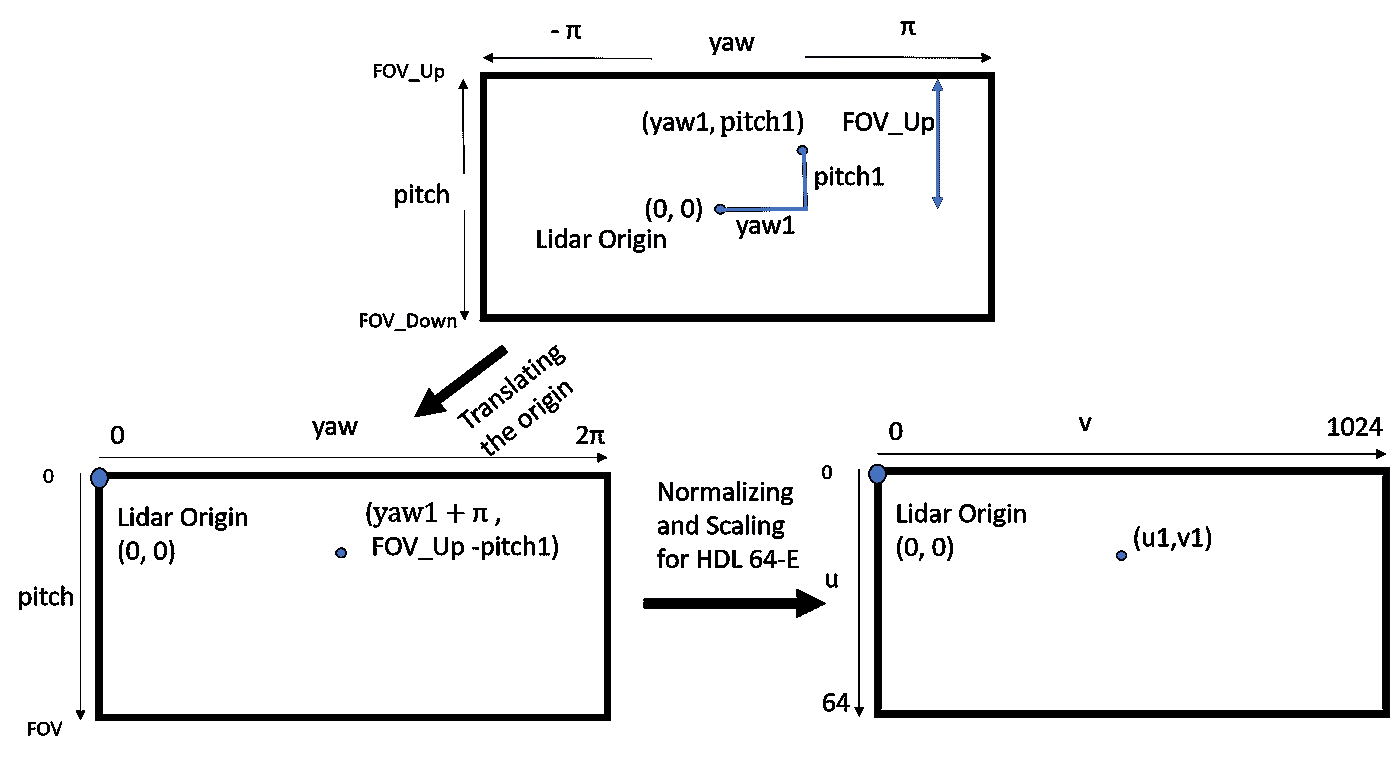 - π
yaw
π
FOV_Up
(yaw1, pitch1)
FOV_Up
pitch
pitch1
(0, 0)
yaw1
Lidar Origin
FOV_Down
Translating
the origin
0
yaw
2π
0
Lidar Origin
(0, 0)
(yaw1 + π ,
FOV_Up -pitch1)
pitch
FOV
Normalizing
and Scaling
for HDL 64-E
0
v
1024
0
Lidar Origin
(0, 0)
(u1,v1)
u
64